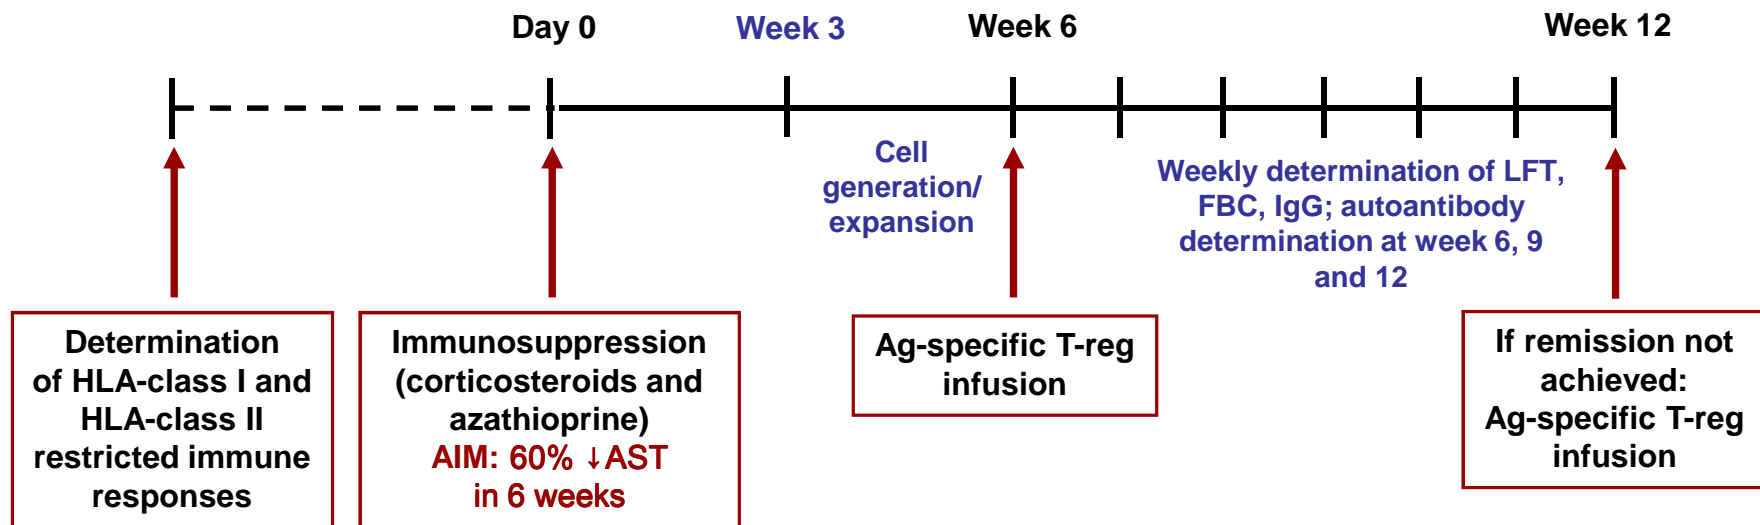 Day 0
Week 3
Week 6
Week 12
Cell
generation/
expansion
Weekly determination of LFT,
FBC, IgG; autoantibody
determination at week 6, 9
and 12
Determination
of HLA-class I and
HLA-class II
restricted immune
responses
Immunosuppression
(corticosteroids and
azathioprine)
AIM: 60% ↓AST
in 6 weeks
Ag-specific T-reg
infusion
If remission not
achieved:
Ag-specific T-reg
infusion